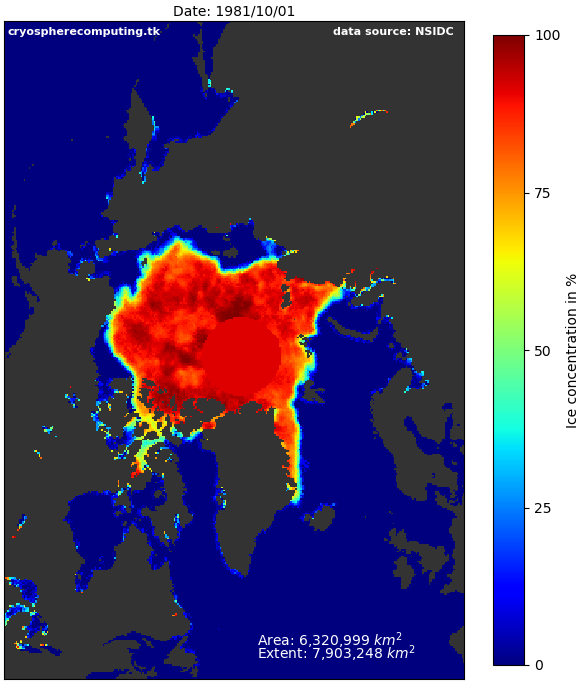 Date: 1981/10/01
cryospherecomputing.tk
data source: NSIDC
100
75
50
25
0
Ice concentration in %
Area: 6,320,999 km²
Extent: 7,903,248 km²